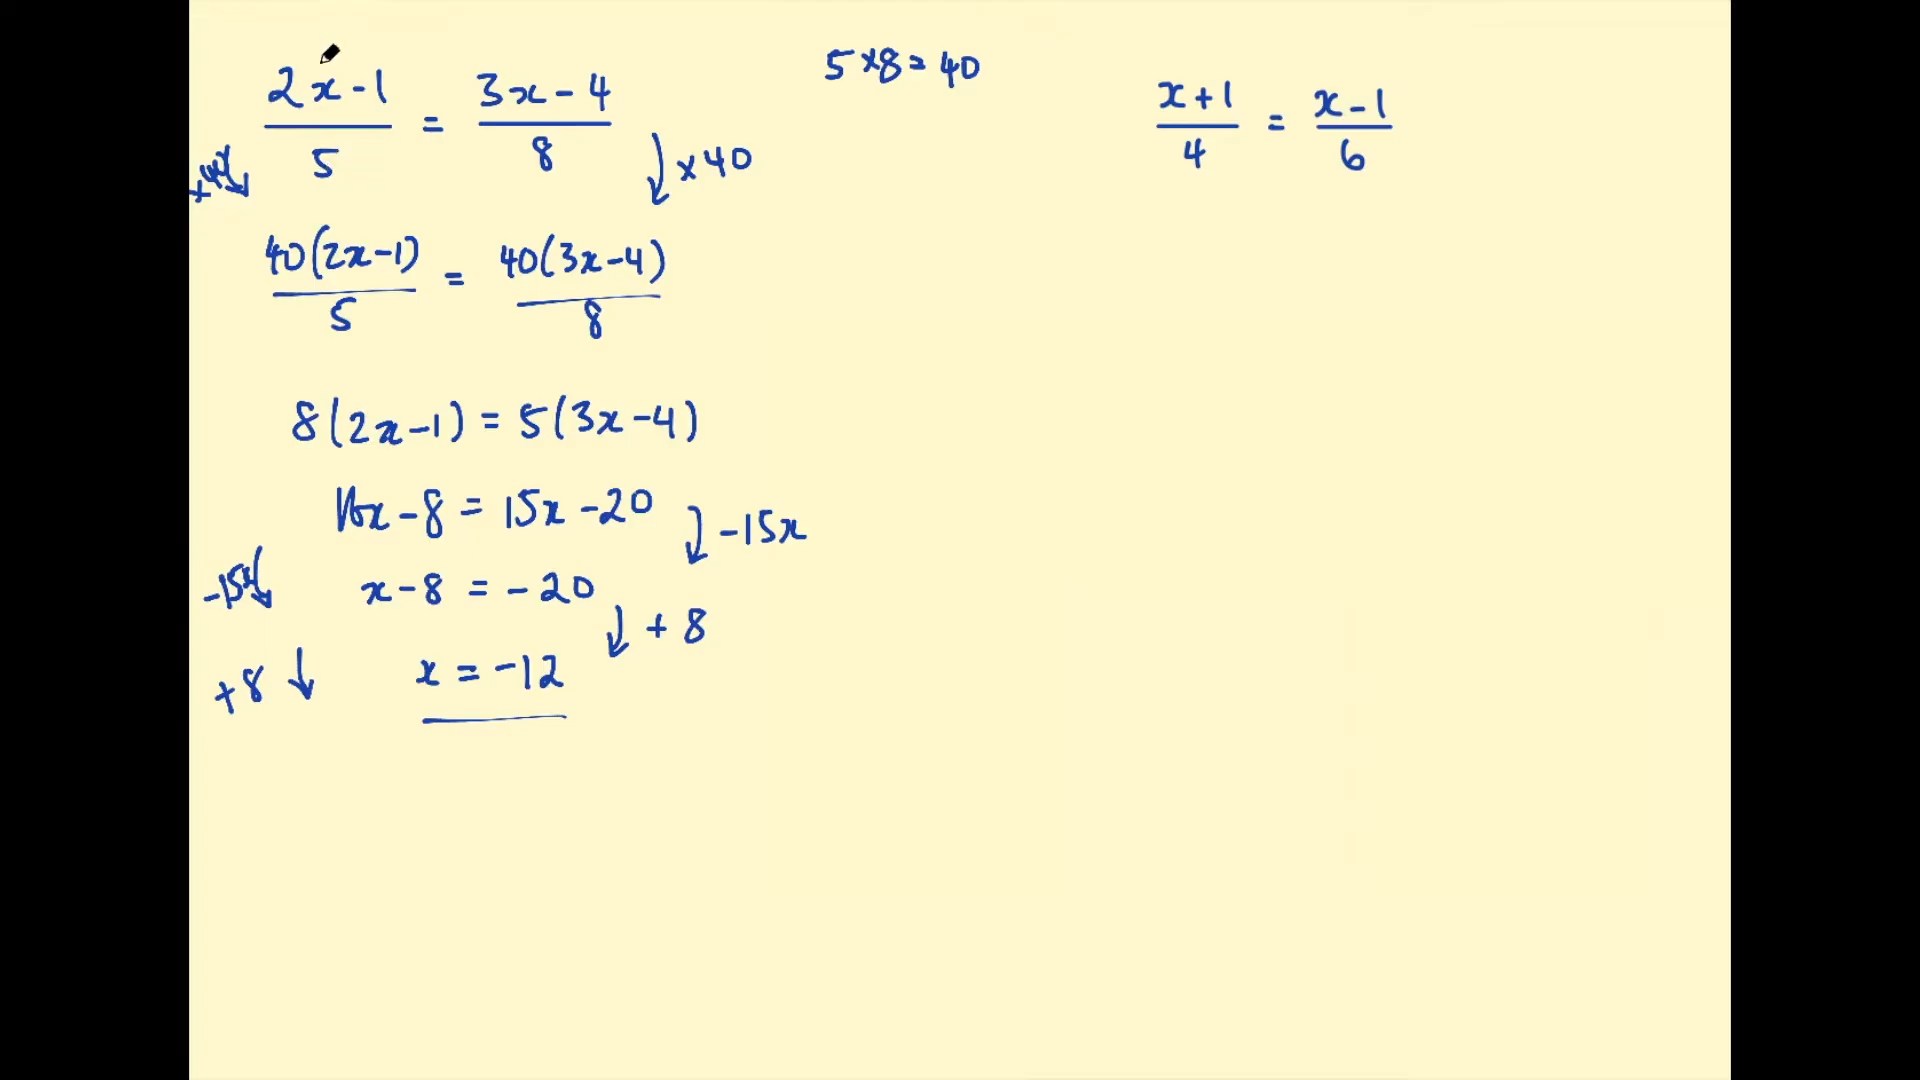 2x-1/5 = 3x-4/8
5×8=40
×40
×40
40(2x-1)/5 = 40(3x-4)/8
8(2x-1) = 5(3x-4)
16x-8 = 15x-20
-15x
-15x
x-8 = -20
+8
+8
x = -12
x+1/4 = x-1/6